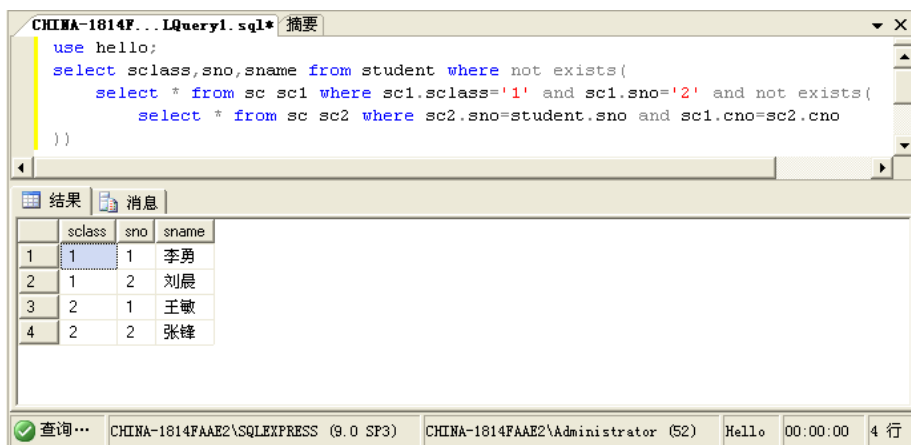 CHINA-1814F...LQuery1.sql* 摘要
use hello;
select sclass,sno,sname from student where not exists(
select * from sc sc1 where sc1.sclass='1' and sc1.sno='2' and not exists(
select * from sc sc2 where sc2.sno=student.sno and sc1.cno=sc2.cno
))
结果 消息
sclass sno sname
1 1 1 李勇
2 1 2 刘晨
3 2 1 王敏
4 2 2 张锋
查询… CHINA-1814FAAE2\SQLEXPRESS (9.0 SP3) CHINA-1814FAAE2\Administrator (52) Hello 00:00:00 4 行